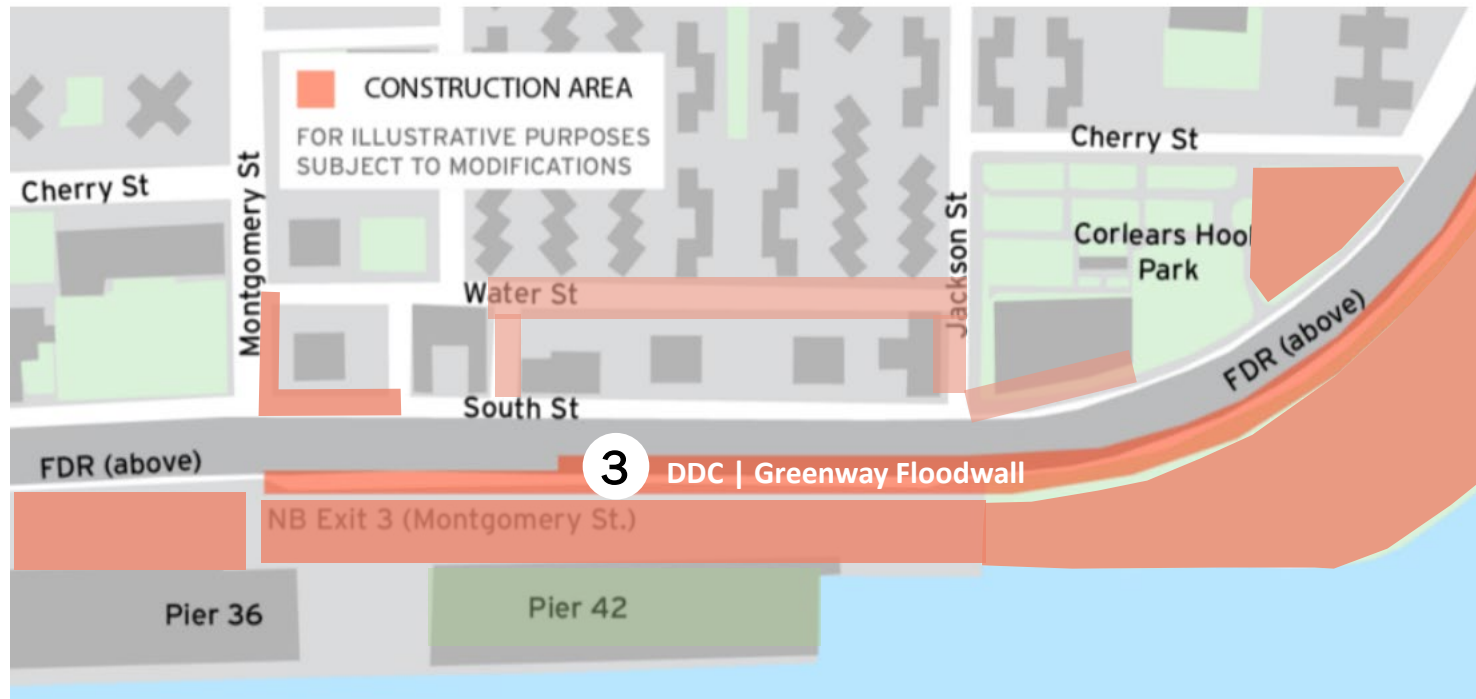 CONSTRUCTION AREA
FOR ILLUSTRATIVE PURPOSES
SUBJECT TO MODIFICATIONS
Cherry St
Cherry St
Montgomery St
Jackson St
Corlears Hool
Park
Water St
South St
FDR (above)
FDR (above)
3
DDC | Greenway Floodwall
NB Exit 3 (Montgomery St.)
Pier 36
Pier 42